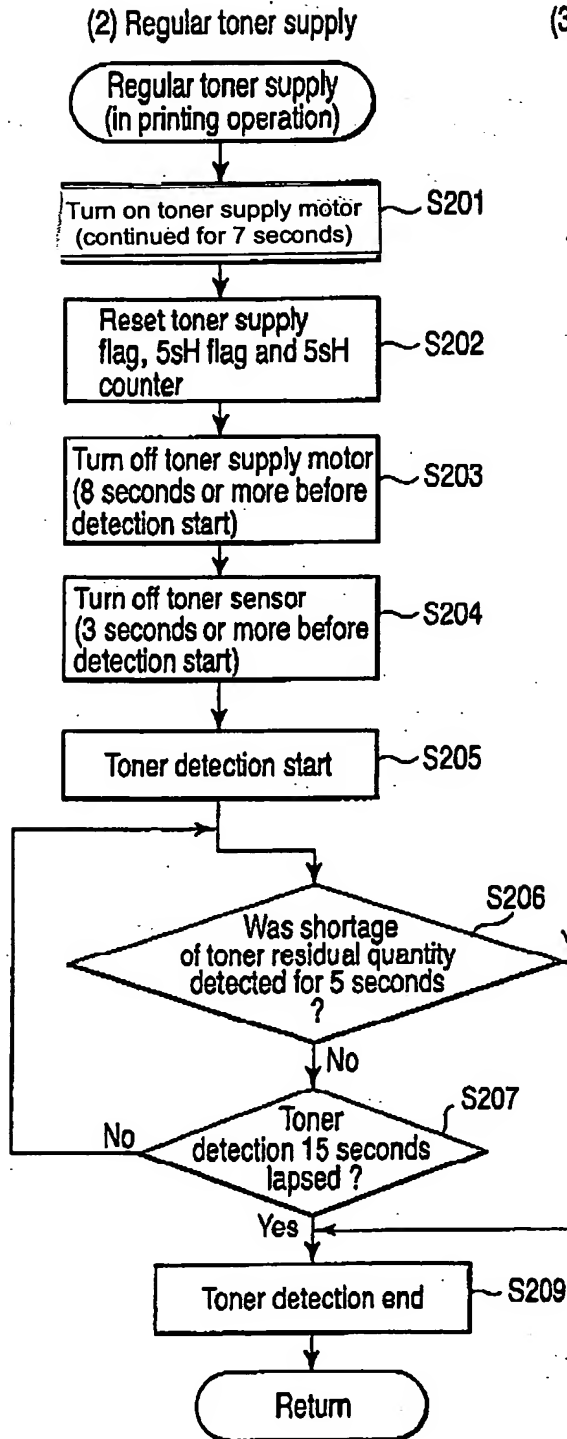 (2) Regular toner supply
(3
Regular toner supply
(in printing operation)
Turn on toner supply motor
(continued for 7 seconds)
S201
Reset toner supply
flag, 5sH flag and 5sH
counter
S202
Turn off toner supply motor
(8 seconds or more before
detection start)
S203
Turn off toner sensor
(3 seconds or more before
detection start)
S204
Toner detection start
S205
S206
Was shortage
of toner residual quantity
detected for 5 seconds
?
Y
No
S207
Toner
detection 15 seconds
lapsed ?
No
Yes
Toner detection end
S209
Return